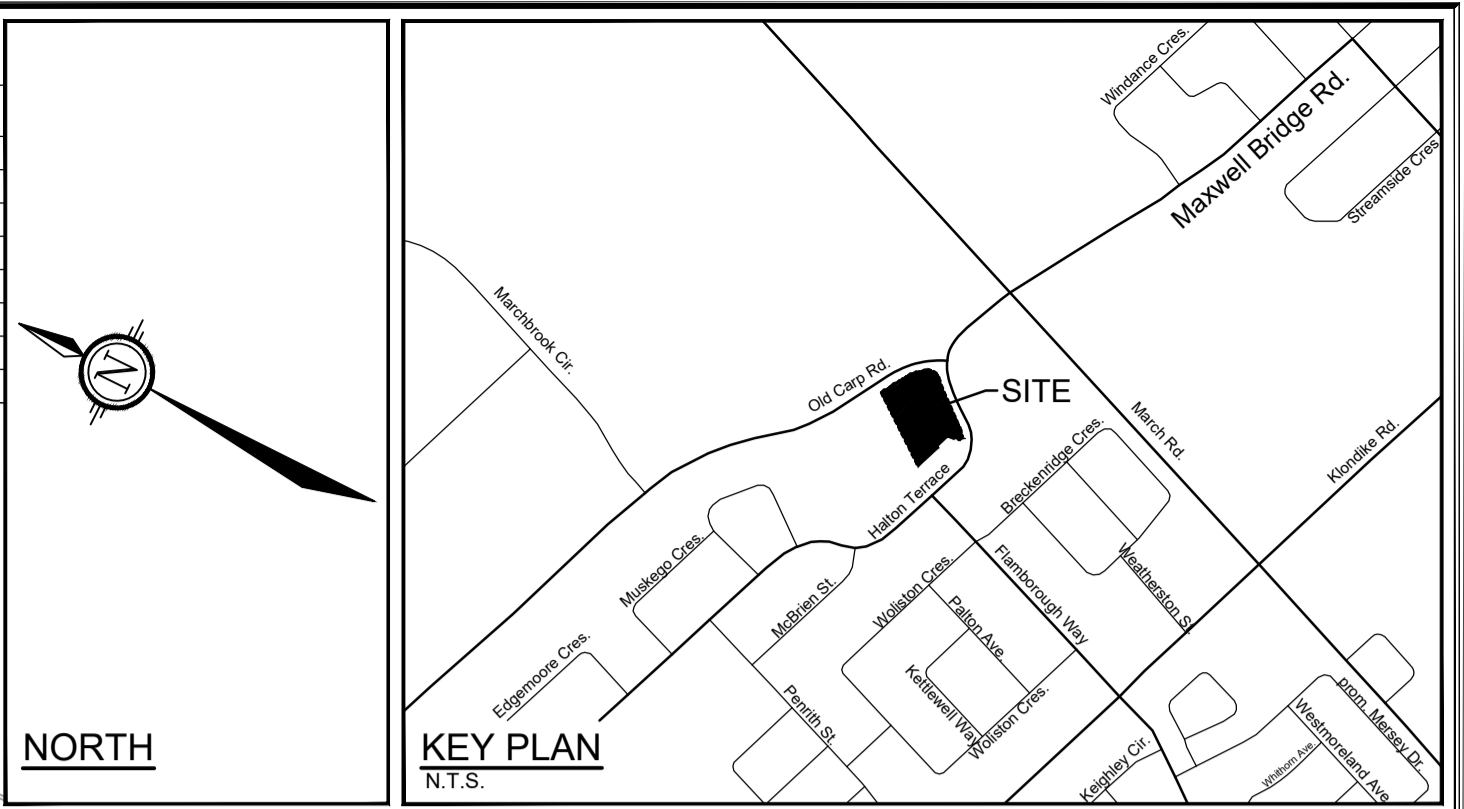 N
NORTH
Windance Cres.
Maxwell Bridge Rd.
Streamside Cres.
Marchbrook Cir.
Old Carp Rd.
SITE
March Rd.
Breckenridge Cres.
Klondike Rd.
Halton Terrace
Muskego Cres.
McBrien St.
Woliston Cres.
Flamborough Way
Weatherston St.
Palton Ave.
Edgemoore Cres.
Kettlewell Way
Woliston Cres.
Penrith St.
prom. Mersey Dr.
Westmoreland Ave.
Whithorn Ave.
Keighley Cir.
KEY PLAN
N.T.S.